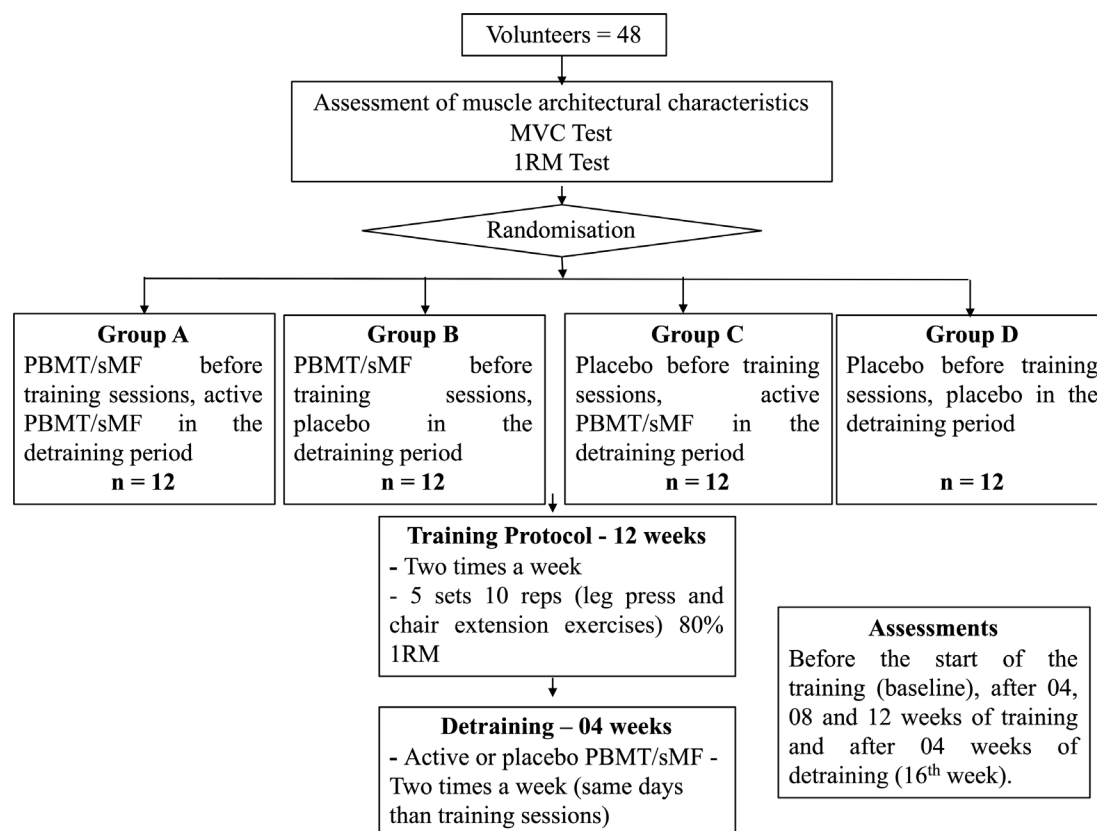 Volunteers = 48
Assessment of muscle architectural characteristics
MVC Test
1RM Test
Randomisation
Group A
PBMT/sMF before
training sessions, active
PBMT/sMF in the
detraining period
n = 12
Group B
PBMT/sMF before
training sessions,
placebo in the
detraining period
n = 12
Group C
Placebo before training
sessions, active
PBMT/sMF in the
detraining period
n = 12
Group D
Placebo before training
sessions, placebo in the
detraining period
n = 12
Training Protocol - 12 weeks
- Two times a week
- 5 sets 10 reps (leg press and
chair extension exercises) 80%
1RM
Detraining – 04 weeks
- Active or placebo PBMT/sMF -
Two times a week (same days
than training sessions)
Assessments
Before the start of the
training (baseline), after 04,
08 and 12 weeks of training
and after 04 weeks of
detraining (16th week).